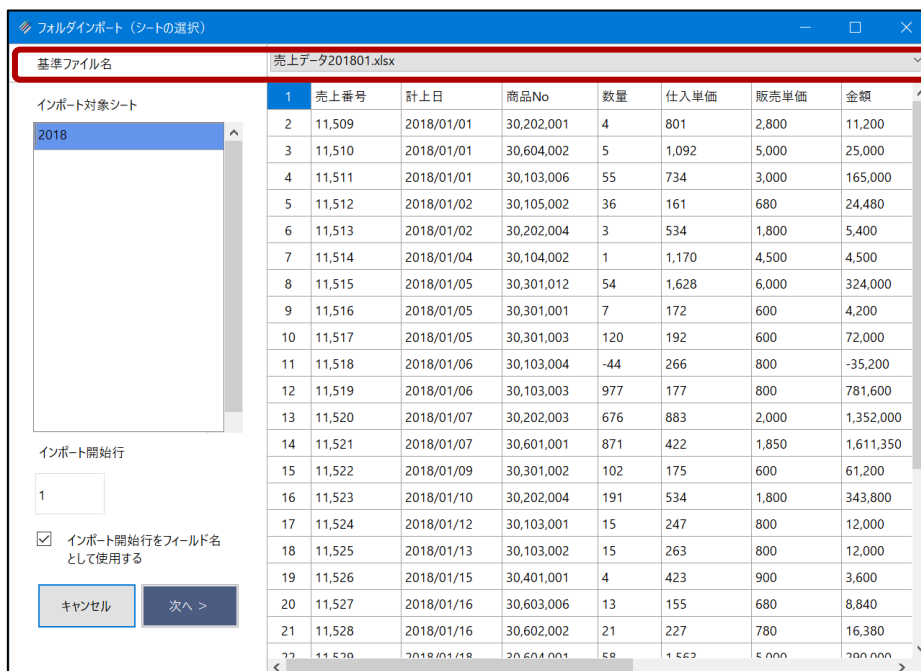 フォルダインポート（シートの選択）
基準ファイル名 売上データ201801.xlsx
インポート対象シート
2018
インポート開始行
1
インポート開始行をフィールド名
として使用する
キャンセル 次へ >
1 売上番号 計上日 商品No 数量 仕入単価 販売単価 金額
2 11,509 2018/01/01 30,202,001 4 801 2,800 11,200
3 11,510 2018/01/01 30,604,002 5 1,092 5,000 25,000
4 11,511 2018/01/01 30,103,006 55 734 3,000 165,000
5 11,512 2018/01/02 30,105,002 36 161 680 24,480
6 11,513 2018/01/02 30,202,004 3 534 1,800 5,400
7 11,514 2018/01/04 30,104,002 1 1,170 4,500 4,500
8 11,515 2018/01/05 30,301,012 54 1,628 6,000 324,000
9 11,516 2018/01/05 30,301,001 7 172 600 4,200
10 11,517 2018/01/05 30,301,003 120 192 600 72,000
11 11,518 2018/01/06 30,103,004 -44 266 800 -35,200
12 11,519 2018/01/06 30,103,003 977 177 800 781,600
13 11,520 2018/01/07 30,202,003 676 883 2,000 1,352,000
14 11,521 2018/01/07 30,601,001 871 422 1,850 1,611,350
15 11,522 2018/01/09 30,301,002 102 175 600 61,200
16 11,523 2018/01/10 30,202,004 191 534 1,800 343,800
17 11,524 2018/01/12 30,103,001 15 247 800 12,000
18 11,525 2018/01/13 30,103,002 15 263 800 12,000
19 11,526 2018/01/15 30,401,001 4 423 900 3,600
20 11,527 2018/01/16 30,603,006 13 155 680 8,840
21 11,528 2018/01/16 30,602,002 21 227 780 16,380
22 11,529 2018/01/18 30,604,001 58 1,563 5,000 290,000